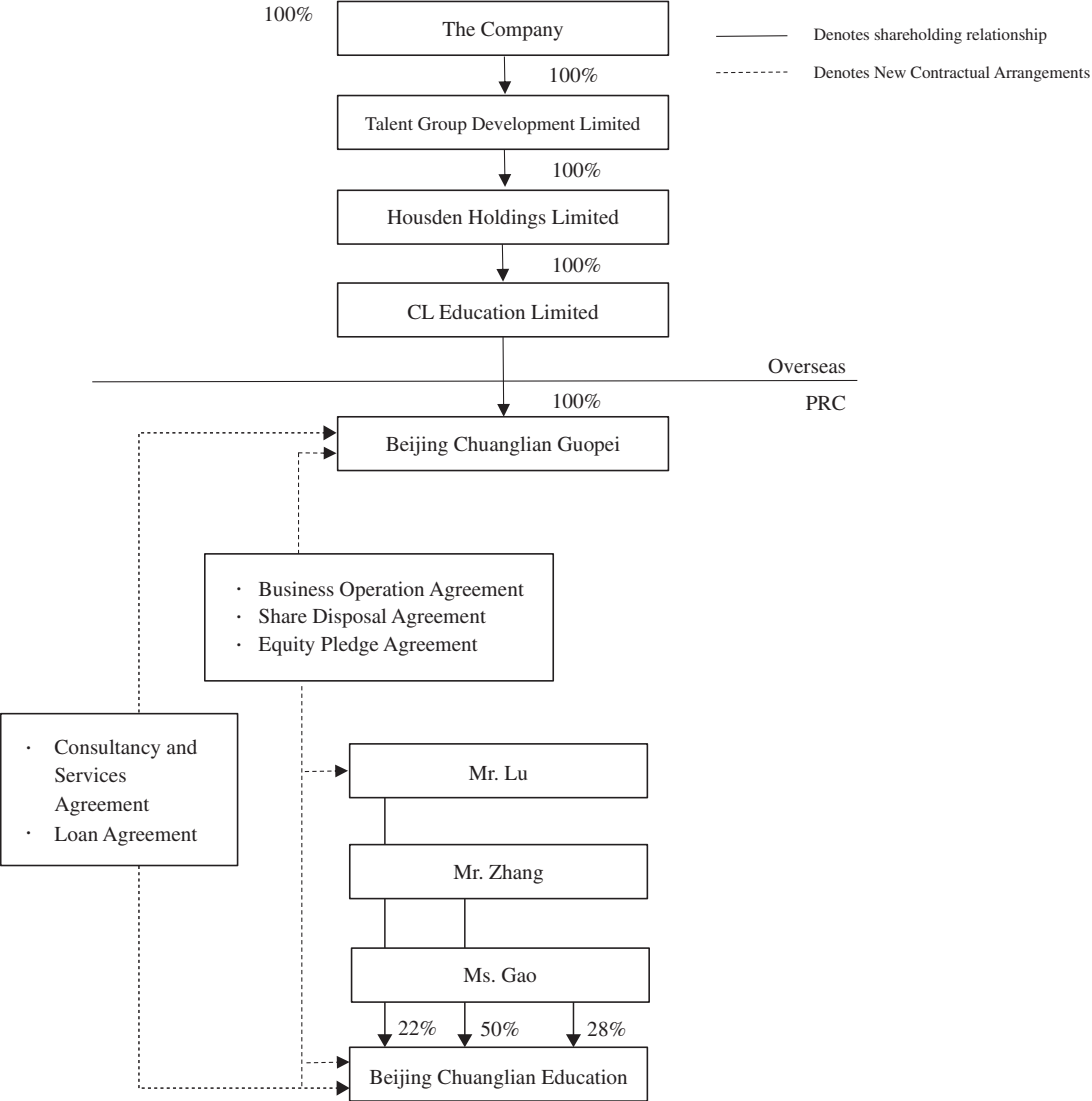 100%
The Company
Denotes shareholding relationship
100%
Denotes New Contractual Arrangements
Talent Group Development Limited
100%
Housden Holdings Limited
100%
CL Education Limited
Overseas
100%
PRC
Beijing Chuanglian Guopei
· Business Operation Agreement
· Share Disposal Agreement
· Equity Pledge Agreement
· Consultancy and
Services
Agreement
· Loan Agreement
Mr. Lu
Mr. Zhang
Ms. Gao
22%
50%
28%
Beijing Chuanglian Education